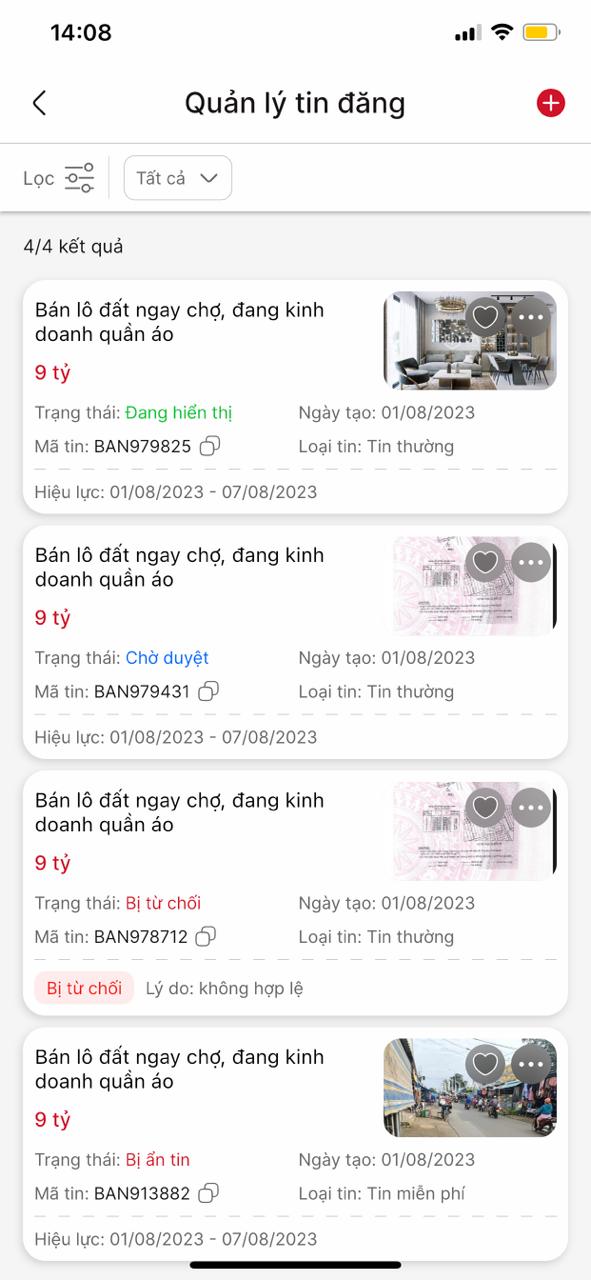 14:08
Quản lý tin đăng
Lọc
Tất cả
4/4 kết quả
Bán lô đất ngay chợ, đang kinh
doanh quần áo
9 tỷ
Trạng thái: Đang hiển thị
Ngày tạo: 01/08/2023
Mã tin: BAN979825
Loại tin: Tin thường
Hiệu lực: 01/08/2023 - 07/08/2023
Bán lô đất ngay chợ, đang kinh
doanh quần áo
9 tỷ
Trạng thái: Chờ duyệt
Ngày tạo: 01/08/2023
Mã tin: BAN979431
Loại tin: Tin thường
Hiệu lực: 01/08/2023 - 07/08/2023
Bán lô đất ngay chợ, đang kinh
doanh quần áo
9 tỷ
Trạng thái: Bị từ chối
Ngày tạo: 01/08/2023
Mã tin: BAN978712
Loại tin: Tin thường
Bị từ chối
Lý do: không hợp lệ
Bán lô đất ngay chợ, đang kinh
doanh quần áo
9 tỷ
Trạng thái: Bị ẩn tin
Ngày tạo: 01/08/2023
Mã tin: BAN913882
Loại tin: Tin miễn phí
Hiệu lực: 01/08/2023 - 07/08/2023